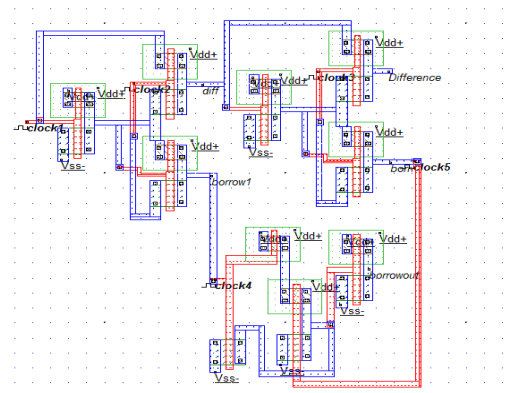 Vdd+
clock2
Vdd+
clock1
Vss-
Vdd+
diff
Vdd+
Vss-
Vdd+
clock3
Difference
Vdd+
borrow1
Vdd+
clock5
clock4
Vdd+
Vdd+
borrowout
Vdd+
Vss-
Vss-
Vss-